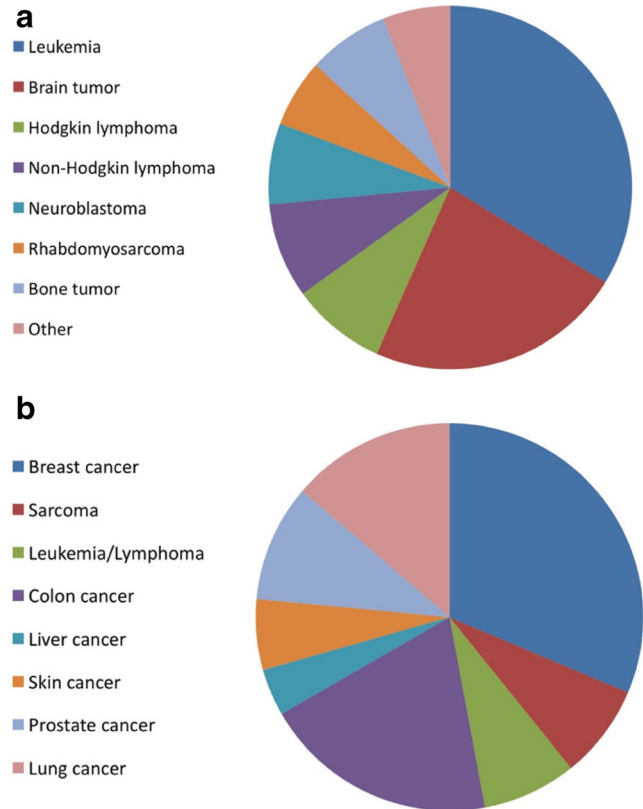 a
Leukemia
Brain tumor
Hodgkin lymphoma
Non-Hodgkin lymphoma
Neuroblastoma
Rhabdomyosarcoma
Bone tumor
Other
b
Breast cancer
Sarcoma
Leukemia/Lymphoma
Colon cancer
Liver cancer
Skin cancer
Prostate cancer
Lung cancer